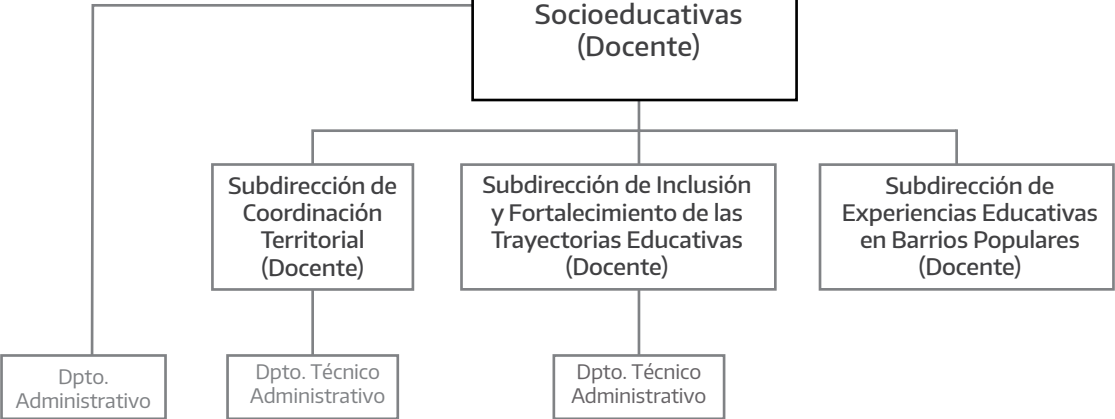 Socioeducativas
(Docente)
Subdirección de
Coordinación
Territorial
(Docente)
Subdirección de Inclusión
y Fortalecimiento de las
Trayectorias Educativas
(Docente)
Subdirección de
Experiencias Educativas
en Barrios Populares
(Docente)
Dpto.
Administrativo
Dpto. Técnico
Administrativo
Dpto. Técnico
Administrativo